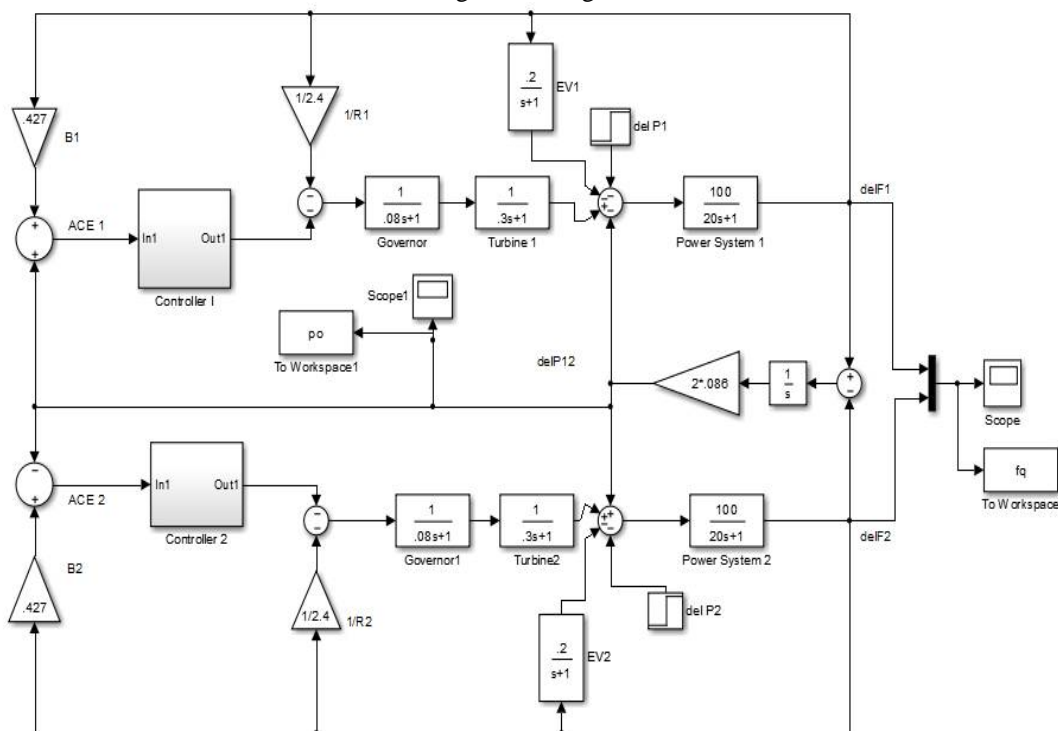 .427
B1
1/2.4
1/R1
.2
s+1
EV1
del P1
+
+
ACE 1
In1
Out1
Controller I
-
-
1
.08s+1
Governor
1
.3s+1
Turbine 1
100
20s+1
Power System 1
delF1
Scope1
po
To Workspace1
delP12
2*.086
1
s
+
-
Scope
fq
To Workspace
-
+
ACE 2
In1
Out1
Controller 2
-
-
1
.08s+1
Governor1
1
.3s+1
Turbine2
100
20s+1
Power System 2
delF2
.427
B2
1/2.4
1/R2
.2
s+1
EV2
del P2